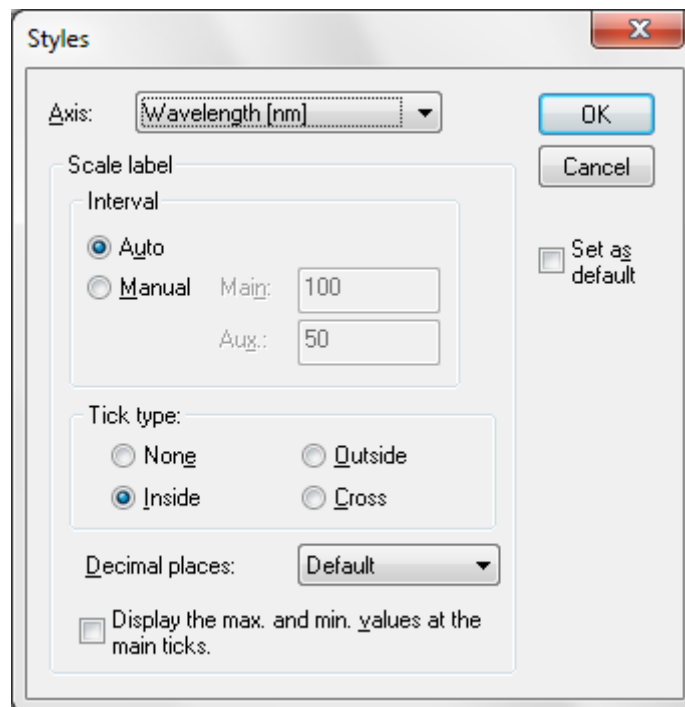 Styles
Axis: Wavelength [nm]
OK
Cancel
Scale label
Interval
Auto
Set as
default
Manual Main: 100
Aux.: 50
Tick type:
None Outside
Inside Cross
Decimal places: Default
Display the max. and min. values at the
main ticks.